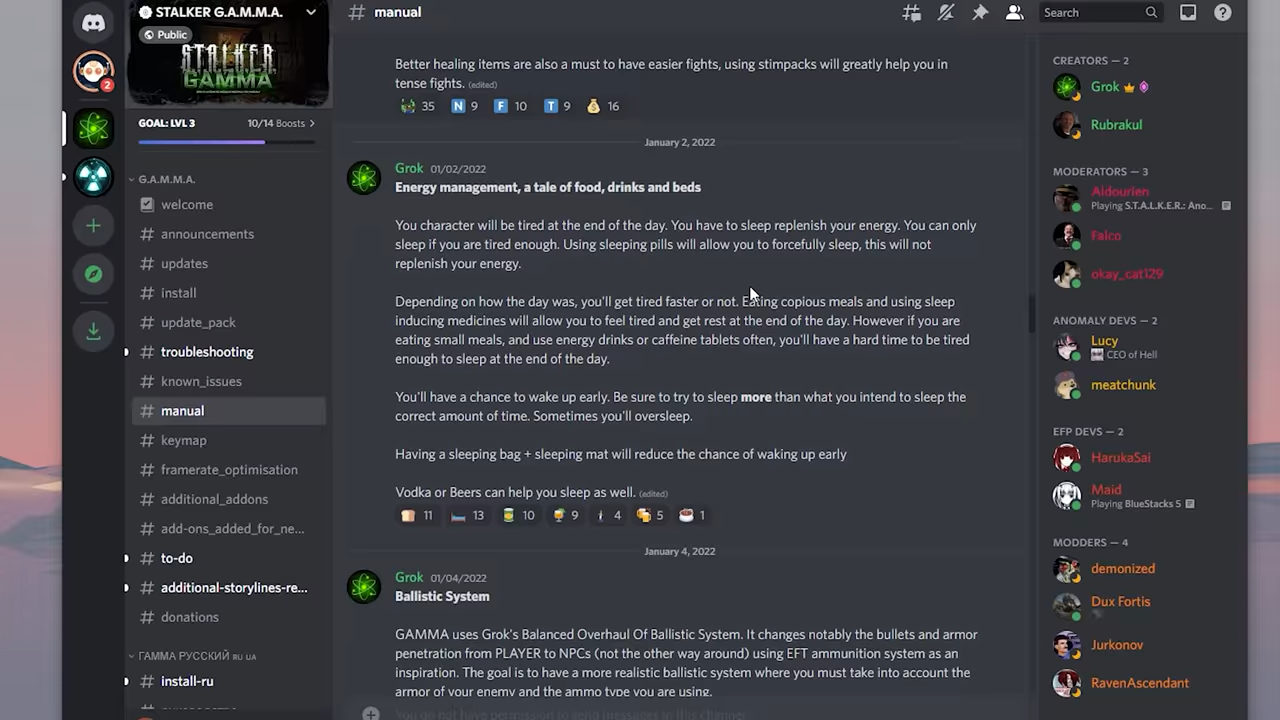 STALKER G.A.M.M.A.
Public
STALKER
GAMMA
GOAL: LVL 3
10/14 Boosts
G.A.M.M.A.
welcome
announcements
updates
install
update_pack
troubleshooting
known_issues
manual
keymap
framerate_optimisation
additional_addons
add-ons_added_for_ne...
to-do
additional-storylines-re...
donations
ГАММА РУССКИЙ RU UA
install-ru
2
manual
Search
Better healing items are also a must to have easier fights, using stimpacks will greatly help you in
tense fights. (edited)
35 N 9 F 10 T 9 16
January 2, 2022
Grok 01/02/2022
Energy management, a tale of food, drinks and beds
You character will be tired at the end of the day. You have to sleep replenish your energy. You can only
sleep if you are tired enough. Using sleeping pills will allow you to forcefully sleep, this will not
replenish your energy.
Depending on how the day was, you'll get tired faster or not. Eating copious meals and using sleep
inducing medicines will allow you to feel tired and get rest at the end of the day. However if you are
eating small meals, and use energy drinks or caffeine tablets often, you'll have a hard time to be tired
enough to sleep at the end of the day.
You'll have a chance to wake up early. Be sure to try to sleep more than what you intend to sleep the
correct amount of time. Sometimes you'll oversleep.
Having a sleeping bag + sleeping mat will reduce the chance of waking up early
Vodka or Beers can help you sleep as well. (edited)
11 13 10 9 4 5 1
January 4, 2022
Grok 01/04/2022
Ballistic System
GAMMA uses Grok's Balanced Overhaul Of Ballistic System. It changes notably the bullets and armor
penetration from PLAYER to NPCs (not the other way around) using EFT ammunition system as an
inspiration. The goal is to have a more realistic ballistic system where you must take into account the
armor of your enemy and the ammo type you are using.
You do not have permission to send messages in this channel.
CREATORS – 2
Grok
Rubrakul
MODERATORS – 3
Aldourien
Playing S.T.A.L.K.E.R.: Ano...
Falco
okay_cat129
ANOMALY DEVS – 2
Lucy
CEO of Hell
meatchunk
EFP DEVS – 2
HarukaSai
Maid
Playing BlueStacks 5
MODDERS – 4
demonized
Dux Fortis
Jurkonov
RavenAscendant